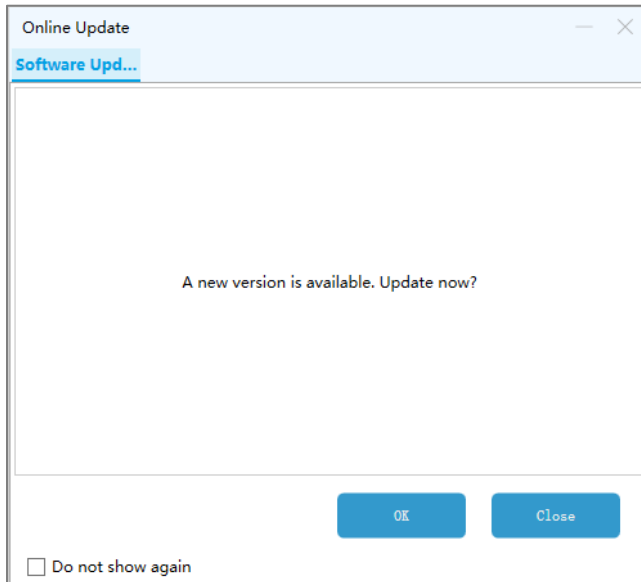 Online Update
Software Upd...
A new version is available. Update now?
OK
Close
Do not show again